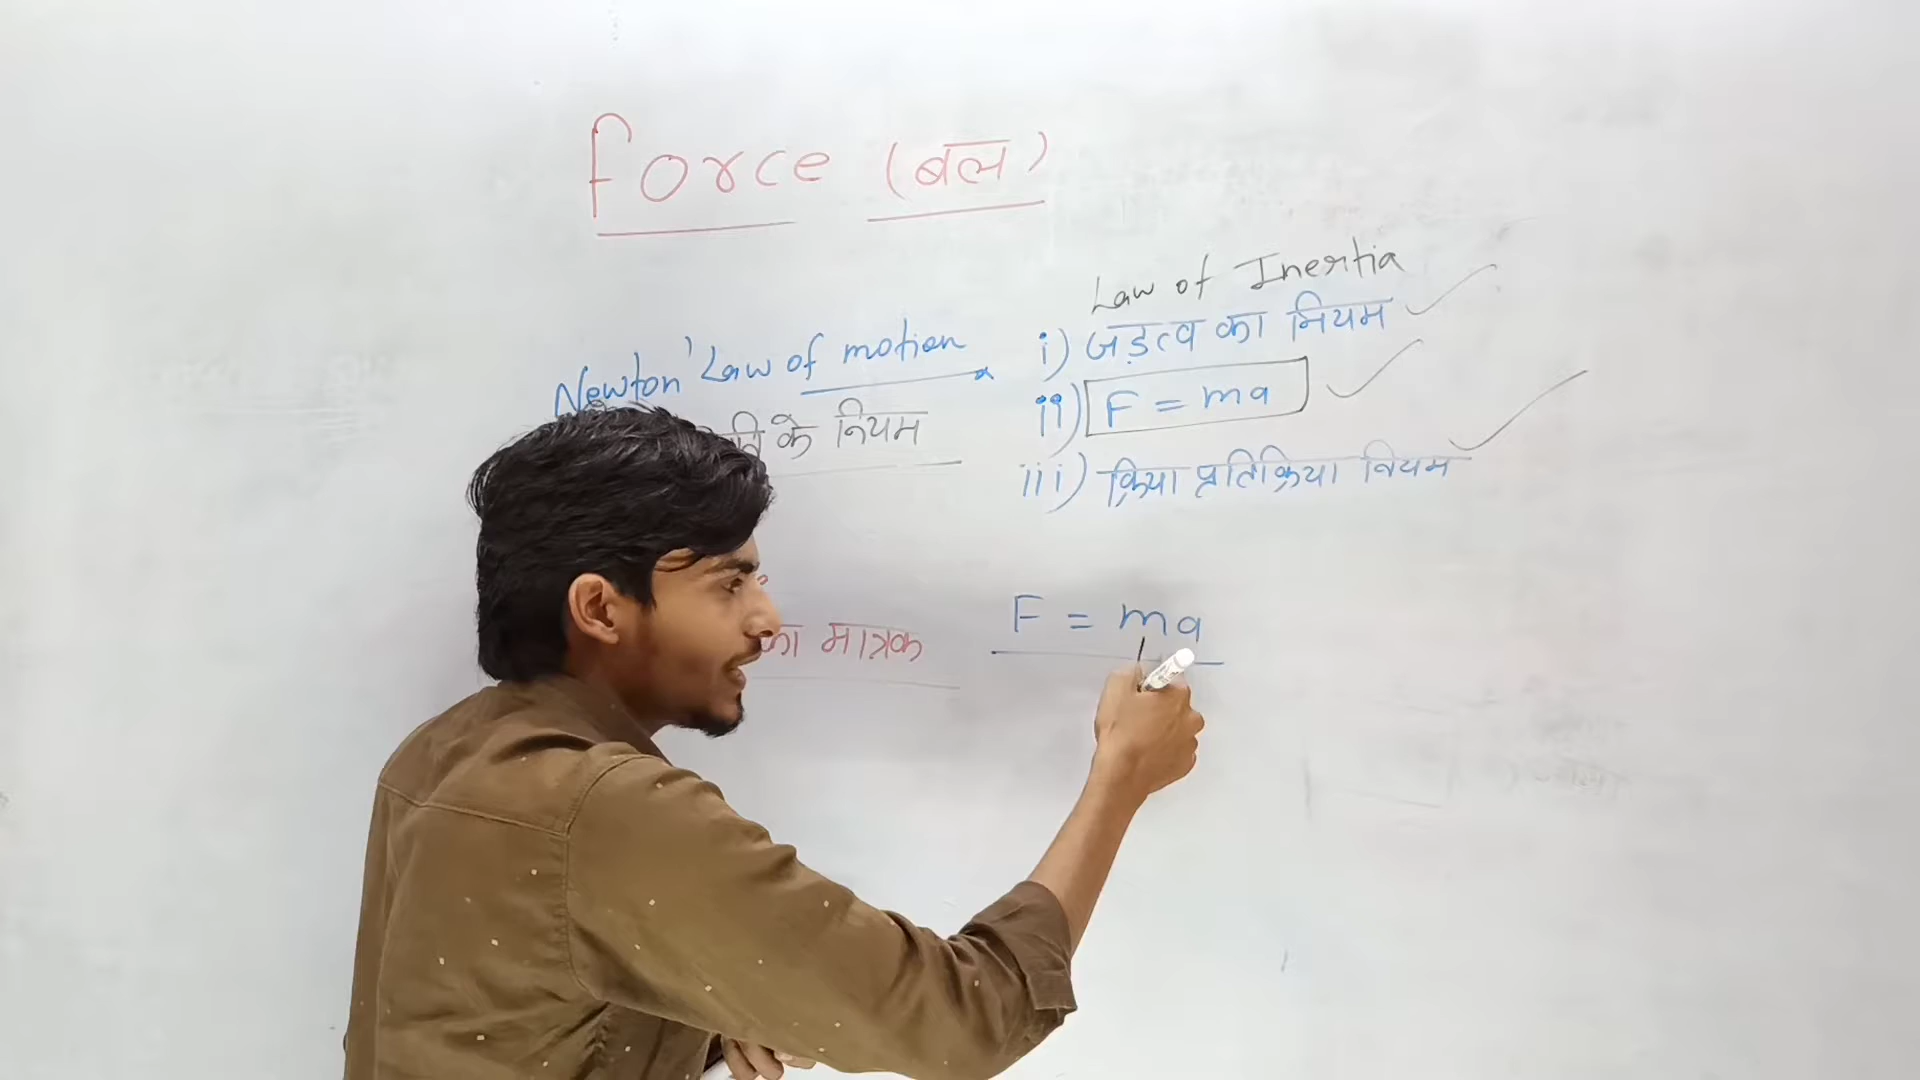 Force (बल)
Law of Inertia
Newton' Law of motion
i) जड़त्व का नियम
ii) F = ma
के नियम
iii) क्रिया प्रतिक्रिया नियम
का मात्रक
F = ma